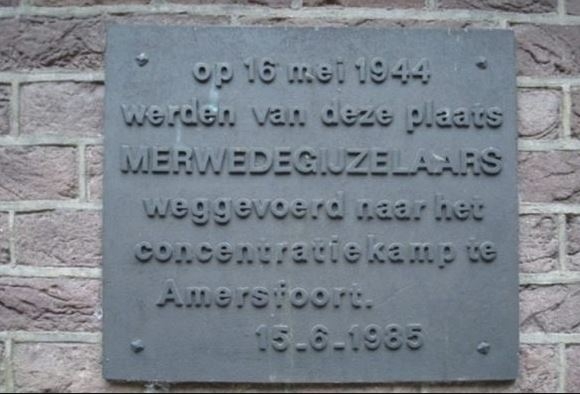 op 16 mei 1944
werden van deze plaats
MERWEDEGIJZELAARS
weggevoerd naar het
concentratiekamp te
Amersfoort.
15-6-1985